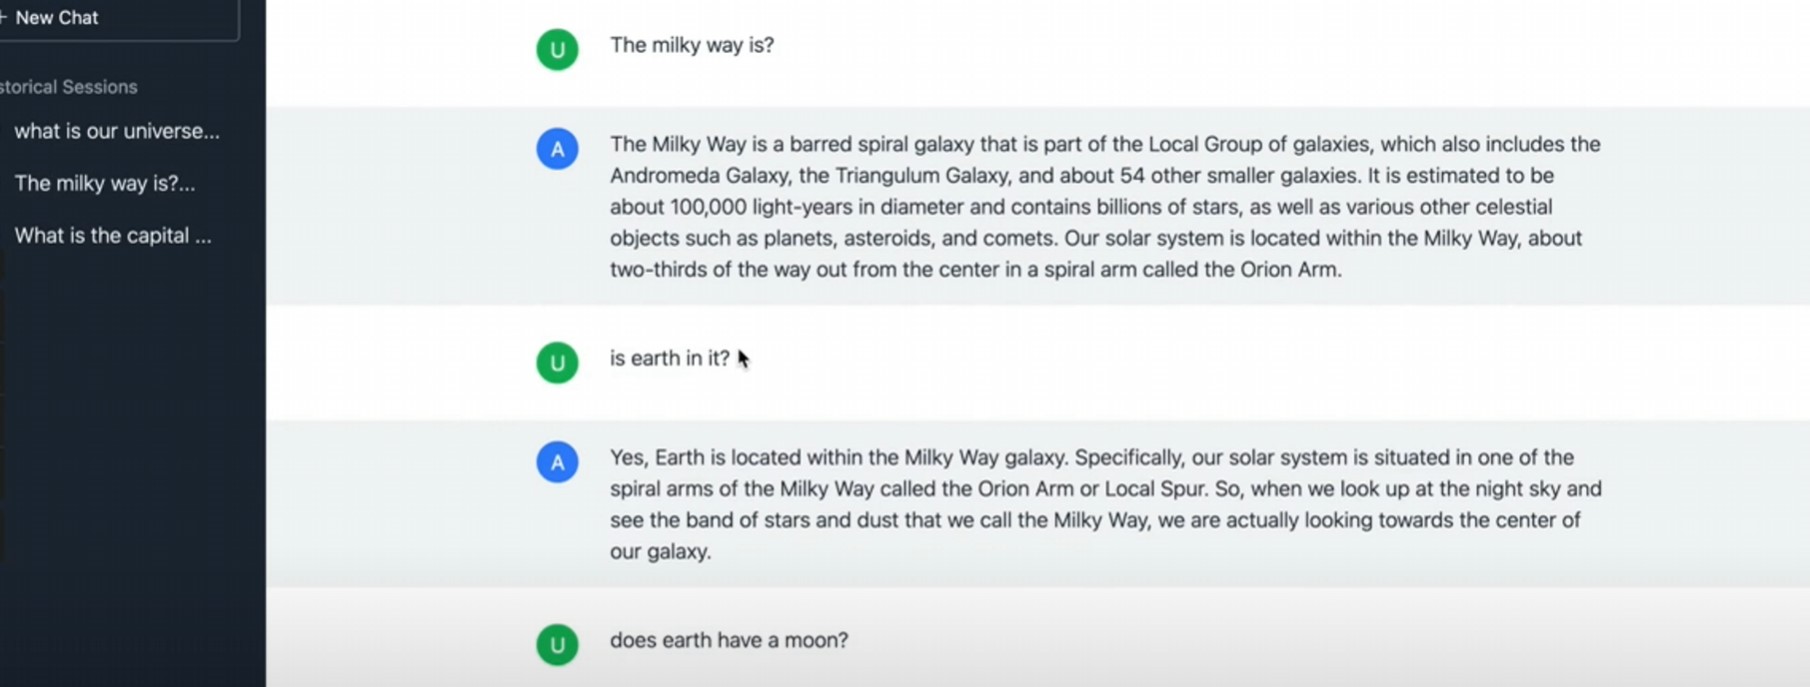 + New Chat
storical Sessions
what is our universe...
The milky way is?...
What is the capital ...
U
The milky way is?
A
The Milky Way is a barred spiral galaxy that is part of the Local Group of galaxies, which also includes the
Andromeda Galaxy, the Triangulum Galaxy, and about 54 other smaller galaxies. It is estimated to be
about 100,000 light-years in diameter and contains billions of stars, as well as various other celestial
objects such as planets, asteroids, and comets. Our solar system is located within the Milky Way, about
two-thirds of the way out from the center in a spiral arm called the Orion Arm.
U
is earth in it?
A
Yes, Earth is located within the Milky Way galaxy. Specifically, our solar system is situated in one of the
spiral arms of the Milky Way called the Orion Arm or Local Spur. So, when we look up at the night sky and
see the band of stars and dust that we call the Milky Way, we are actually looking towards the center of
our galaxy.
U
does earth have a moon?